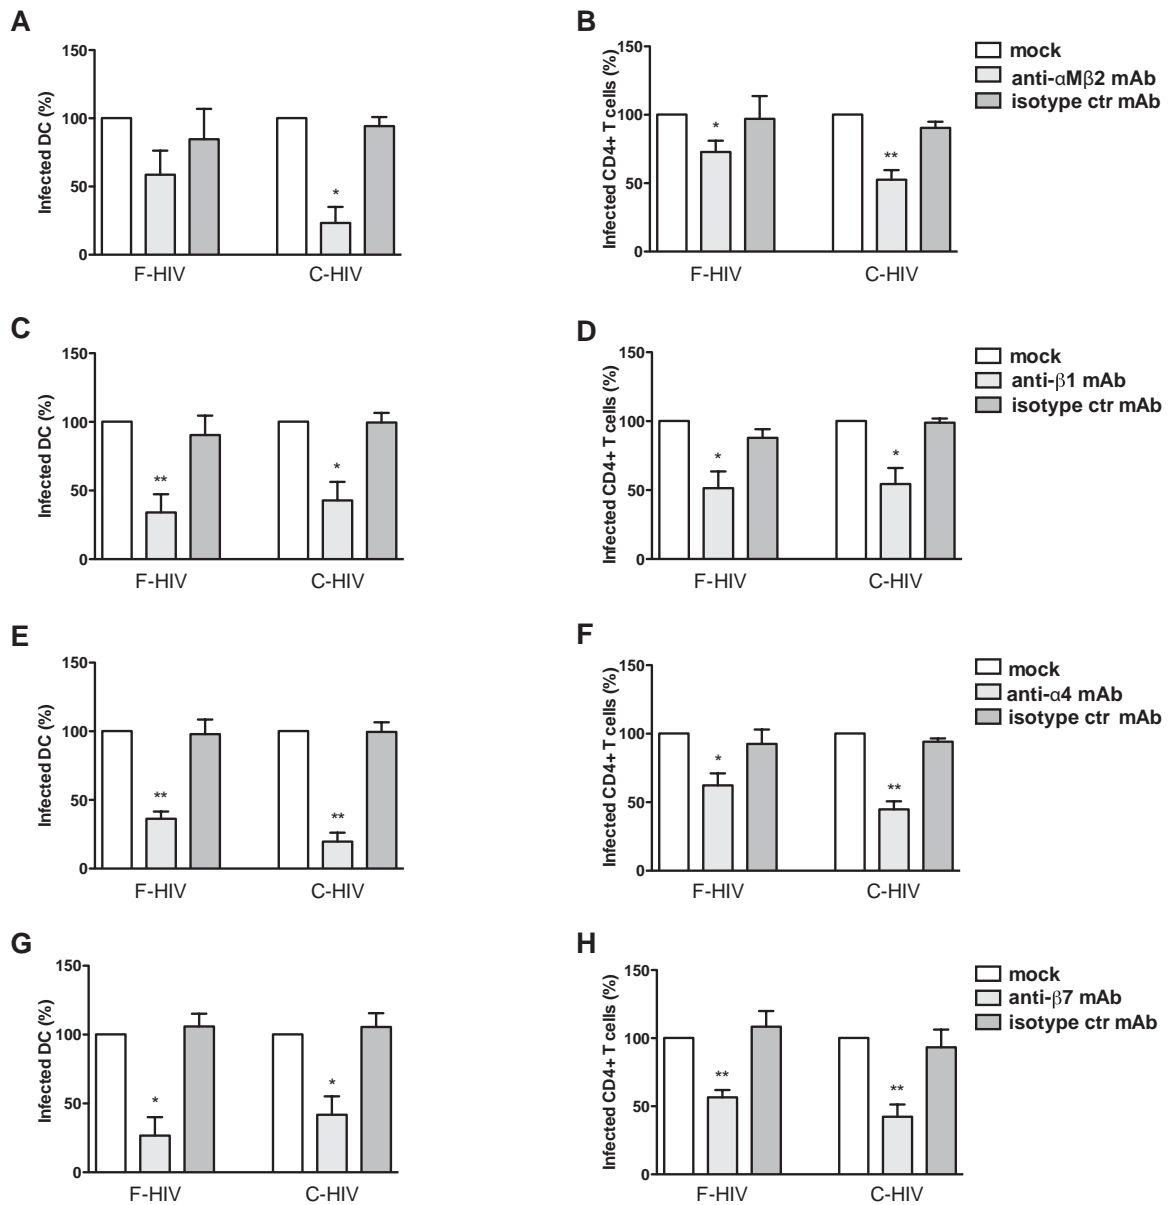 A
150
100
50
0
Infected DC (%)
F-HIV
C-HIV
*
B
150
100
50
0
Infected CD4+ T cells (%)
*
**
F-HIV
C-HIV
mock
anti-αMβ2 mAb
isotype ctr mAb
C
150
100
50
0
Infected DC (%)
**
*
F-HIV
C-HIV
D
150
100
50
0
Infected CD4+ T cells (%)
*
*
F-HIV
C-HIV
mock
anti-β1 mAb
isotype ctr mAb
E
150
100
50
0
Infected DC (%)
**
**
F-HIV
C-HIV
F
150
100
50
0
Infected CD4+ T cells (%)
*
**
F-HIV
C-HIV
mock
anti-α4 mAb
isotype ctr mAb
G
150
100
50
0
Infected DC (%)
*
*
F-HIV
C-HIV
H
150
100
50
0
Infected CD4+ T cells (%)
**
**
F-HIV
C-HIV
mock
anti-β7 mAb
isotype ctr mAb